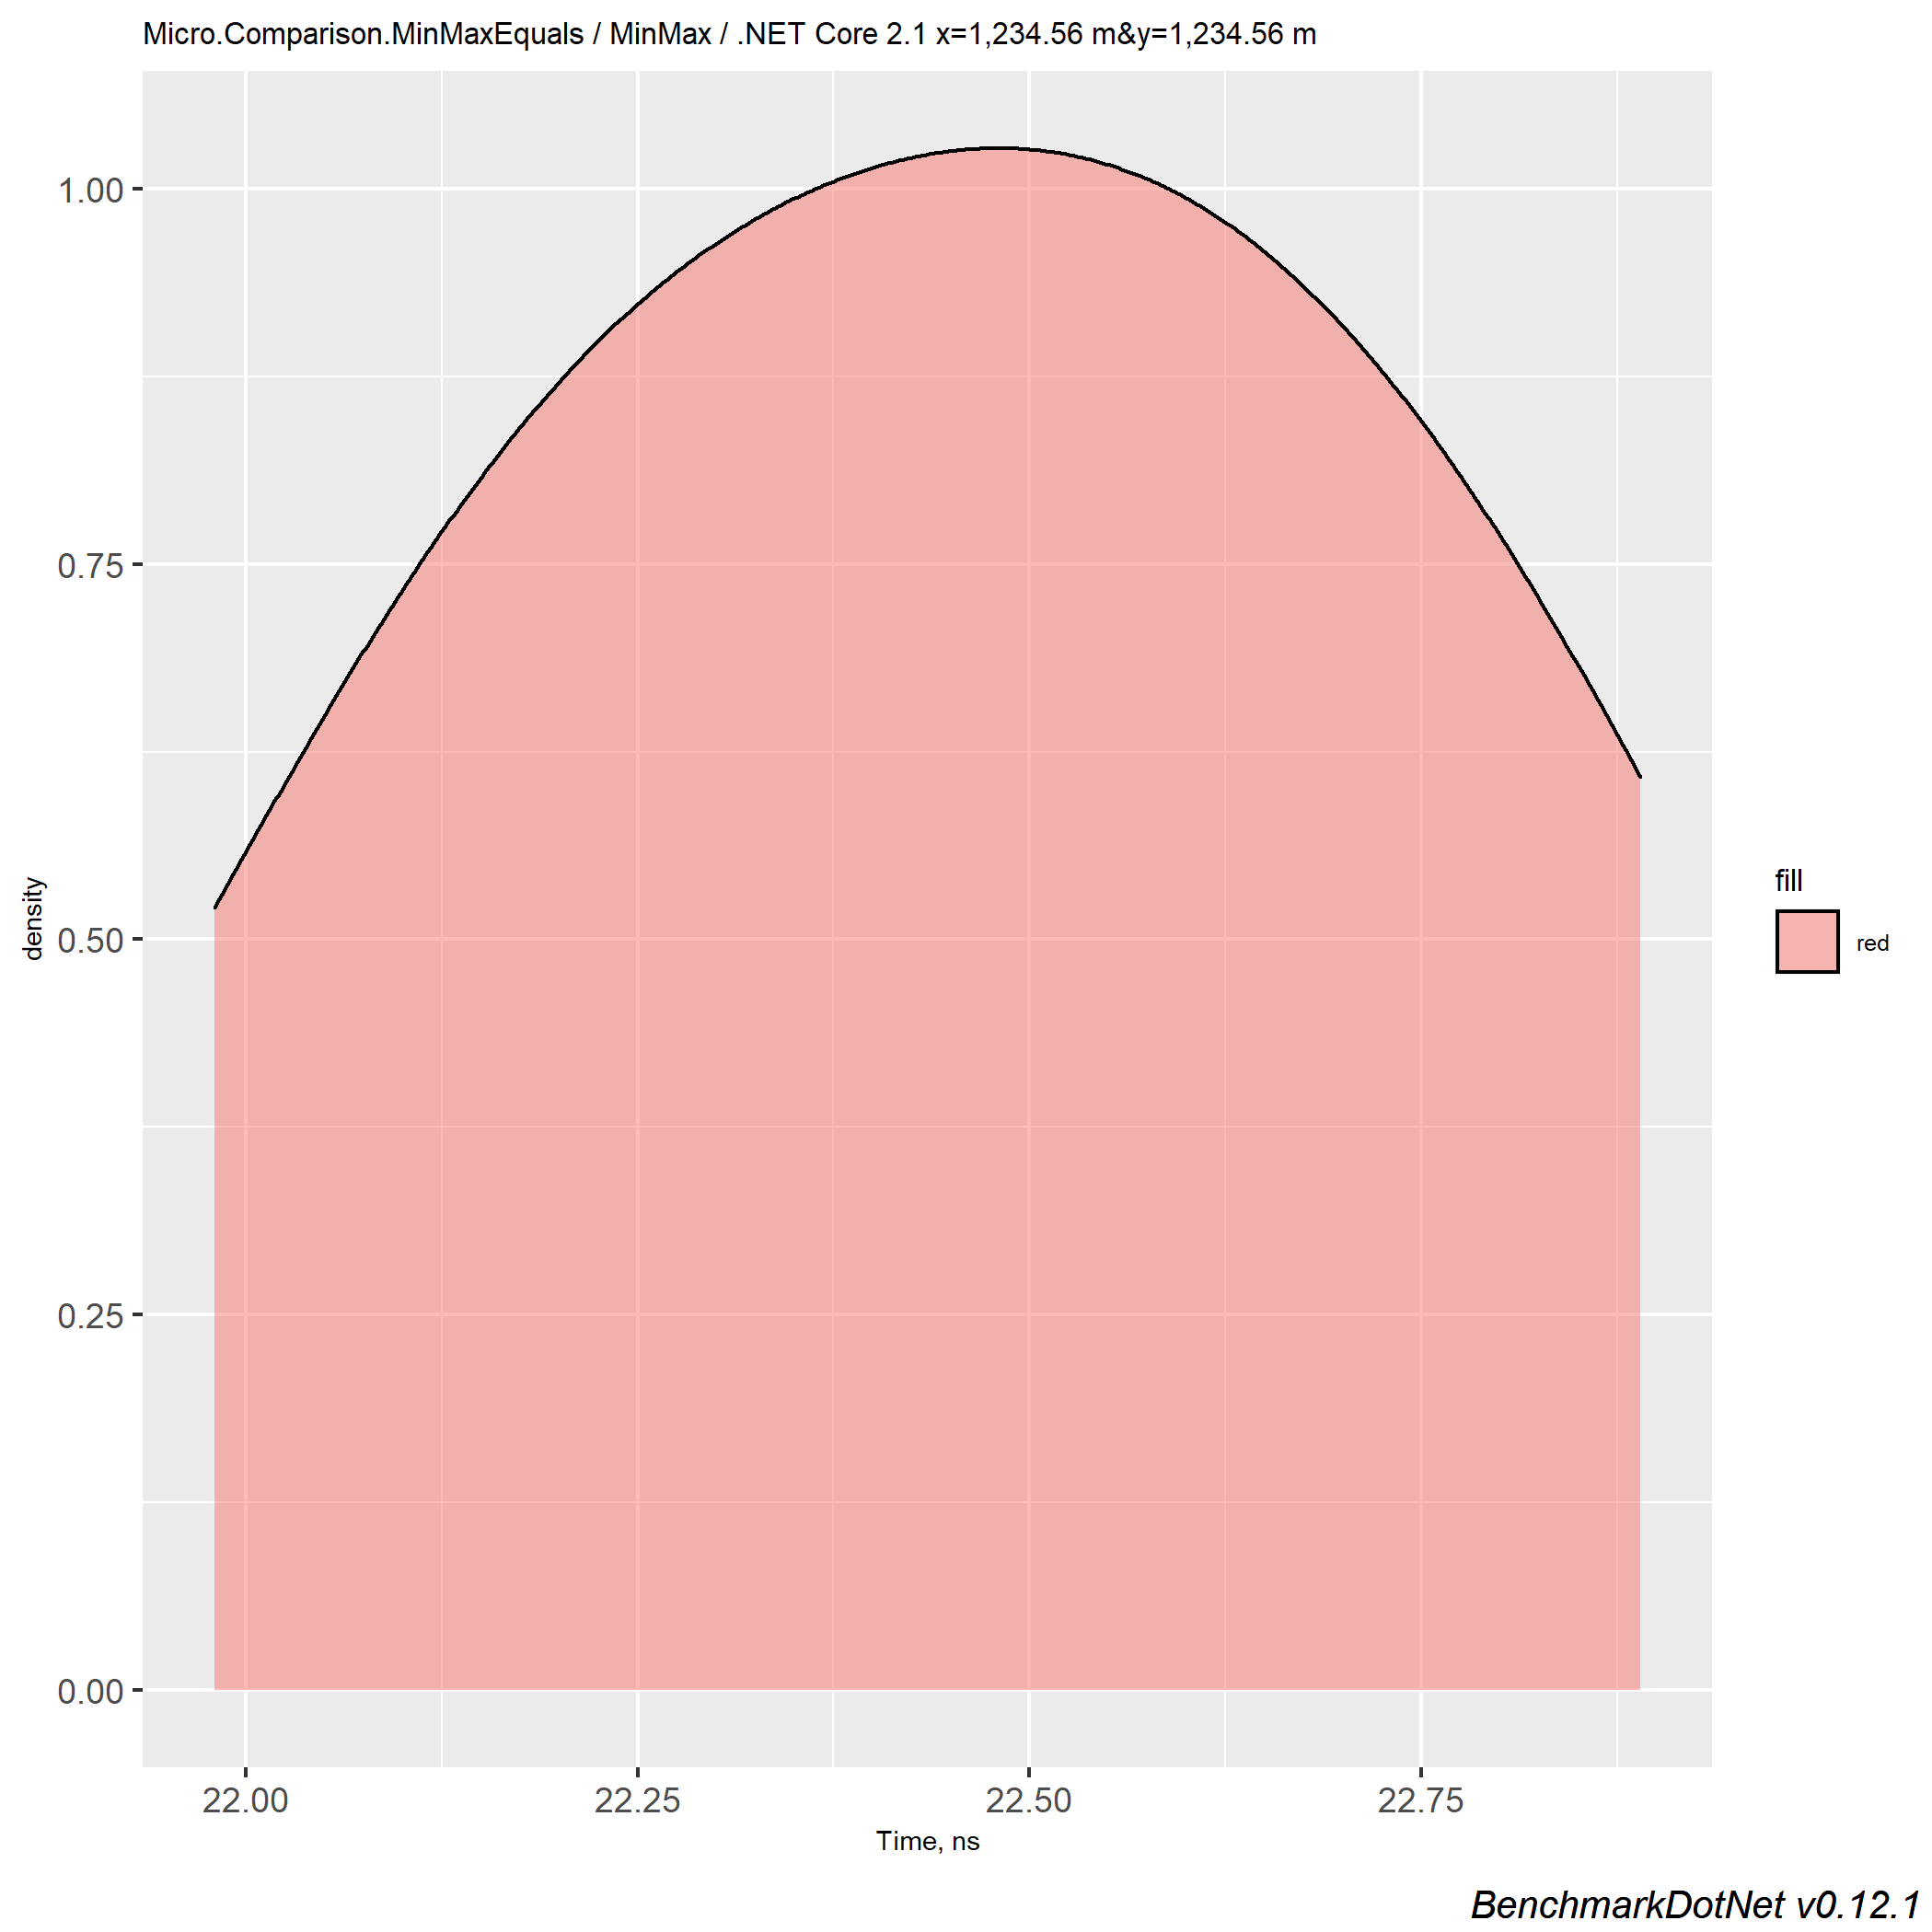 Micro.Comparison.MinMaxEquals / MinMax / .NET Core 2.1 x=1,234.56 m&y=1,234.56 m
1.00
0.75
0.50
0.25
0.00
density
22.00 22.25 22.50 22.75
Time, ns
fill
red
BenchmarkDotNet v0.12.1